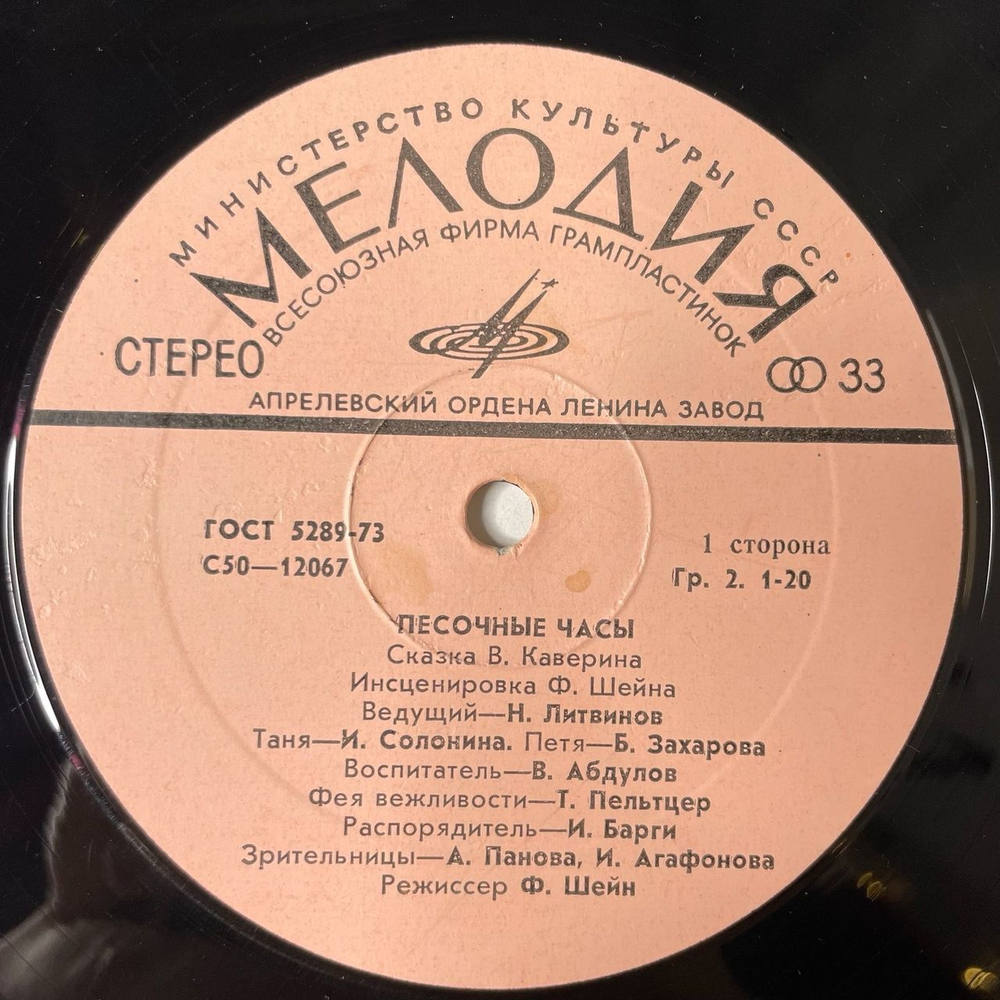 МИНИСТЕРСТВО КУЛЬТУРЫ СССР
МЕЛОДИЯ
ВСЕСОЮЗНАЯ ФИРМА ГРАМПЛАСТИНОК
СТЕРЕО
33
АПРЕЛЕВСКИЙ ОРДЕНА ЛЕНИНА ЗАВОД
ГОСТ 5289-73
1 сторона
С50—12067
Гр. 2. 1-20
ПЕСОЧНЫЕ ЧАСЫ
Сказка В. Каверина
Инсценировка Ф. Шейна
Ведущий—Н. Литвинов
Таня—И. Солонина. Петя—Б. Захарова
Воспитатель—В. Абдулов
Фея вежливости—Т. Пельтцер
Распорядитель—И. Барги
Зрительницы—А. Панова, И. Агафонова
Режиссер Ф. Шейн